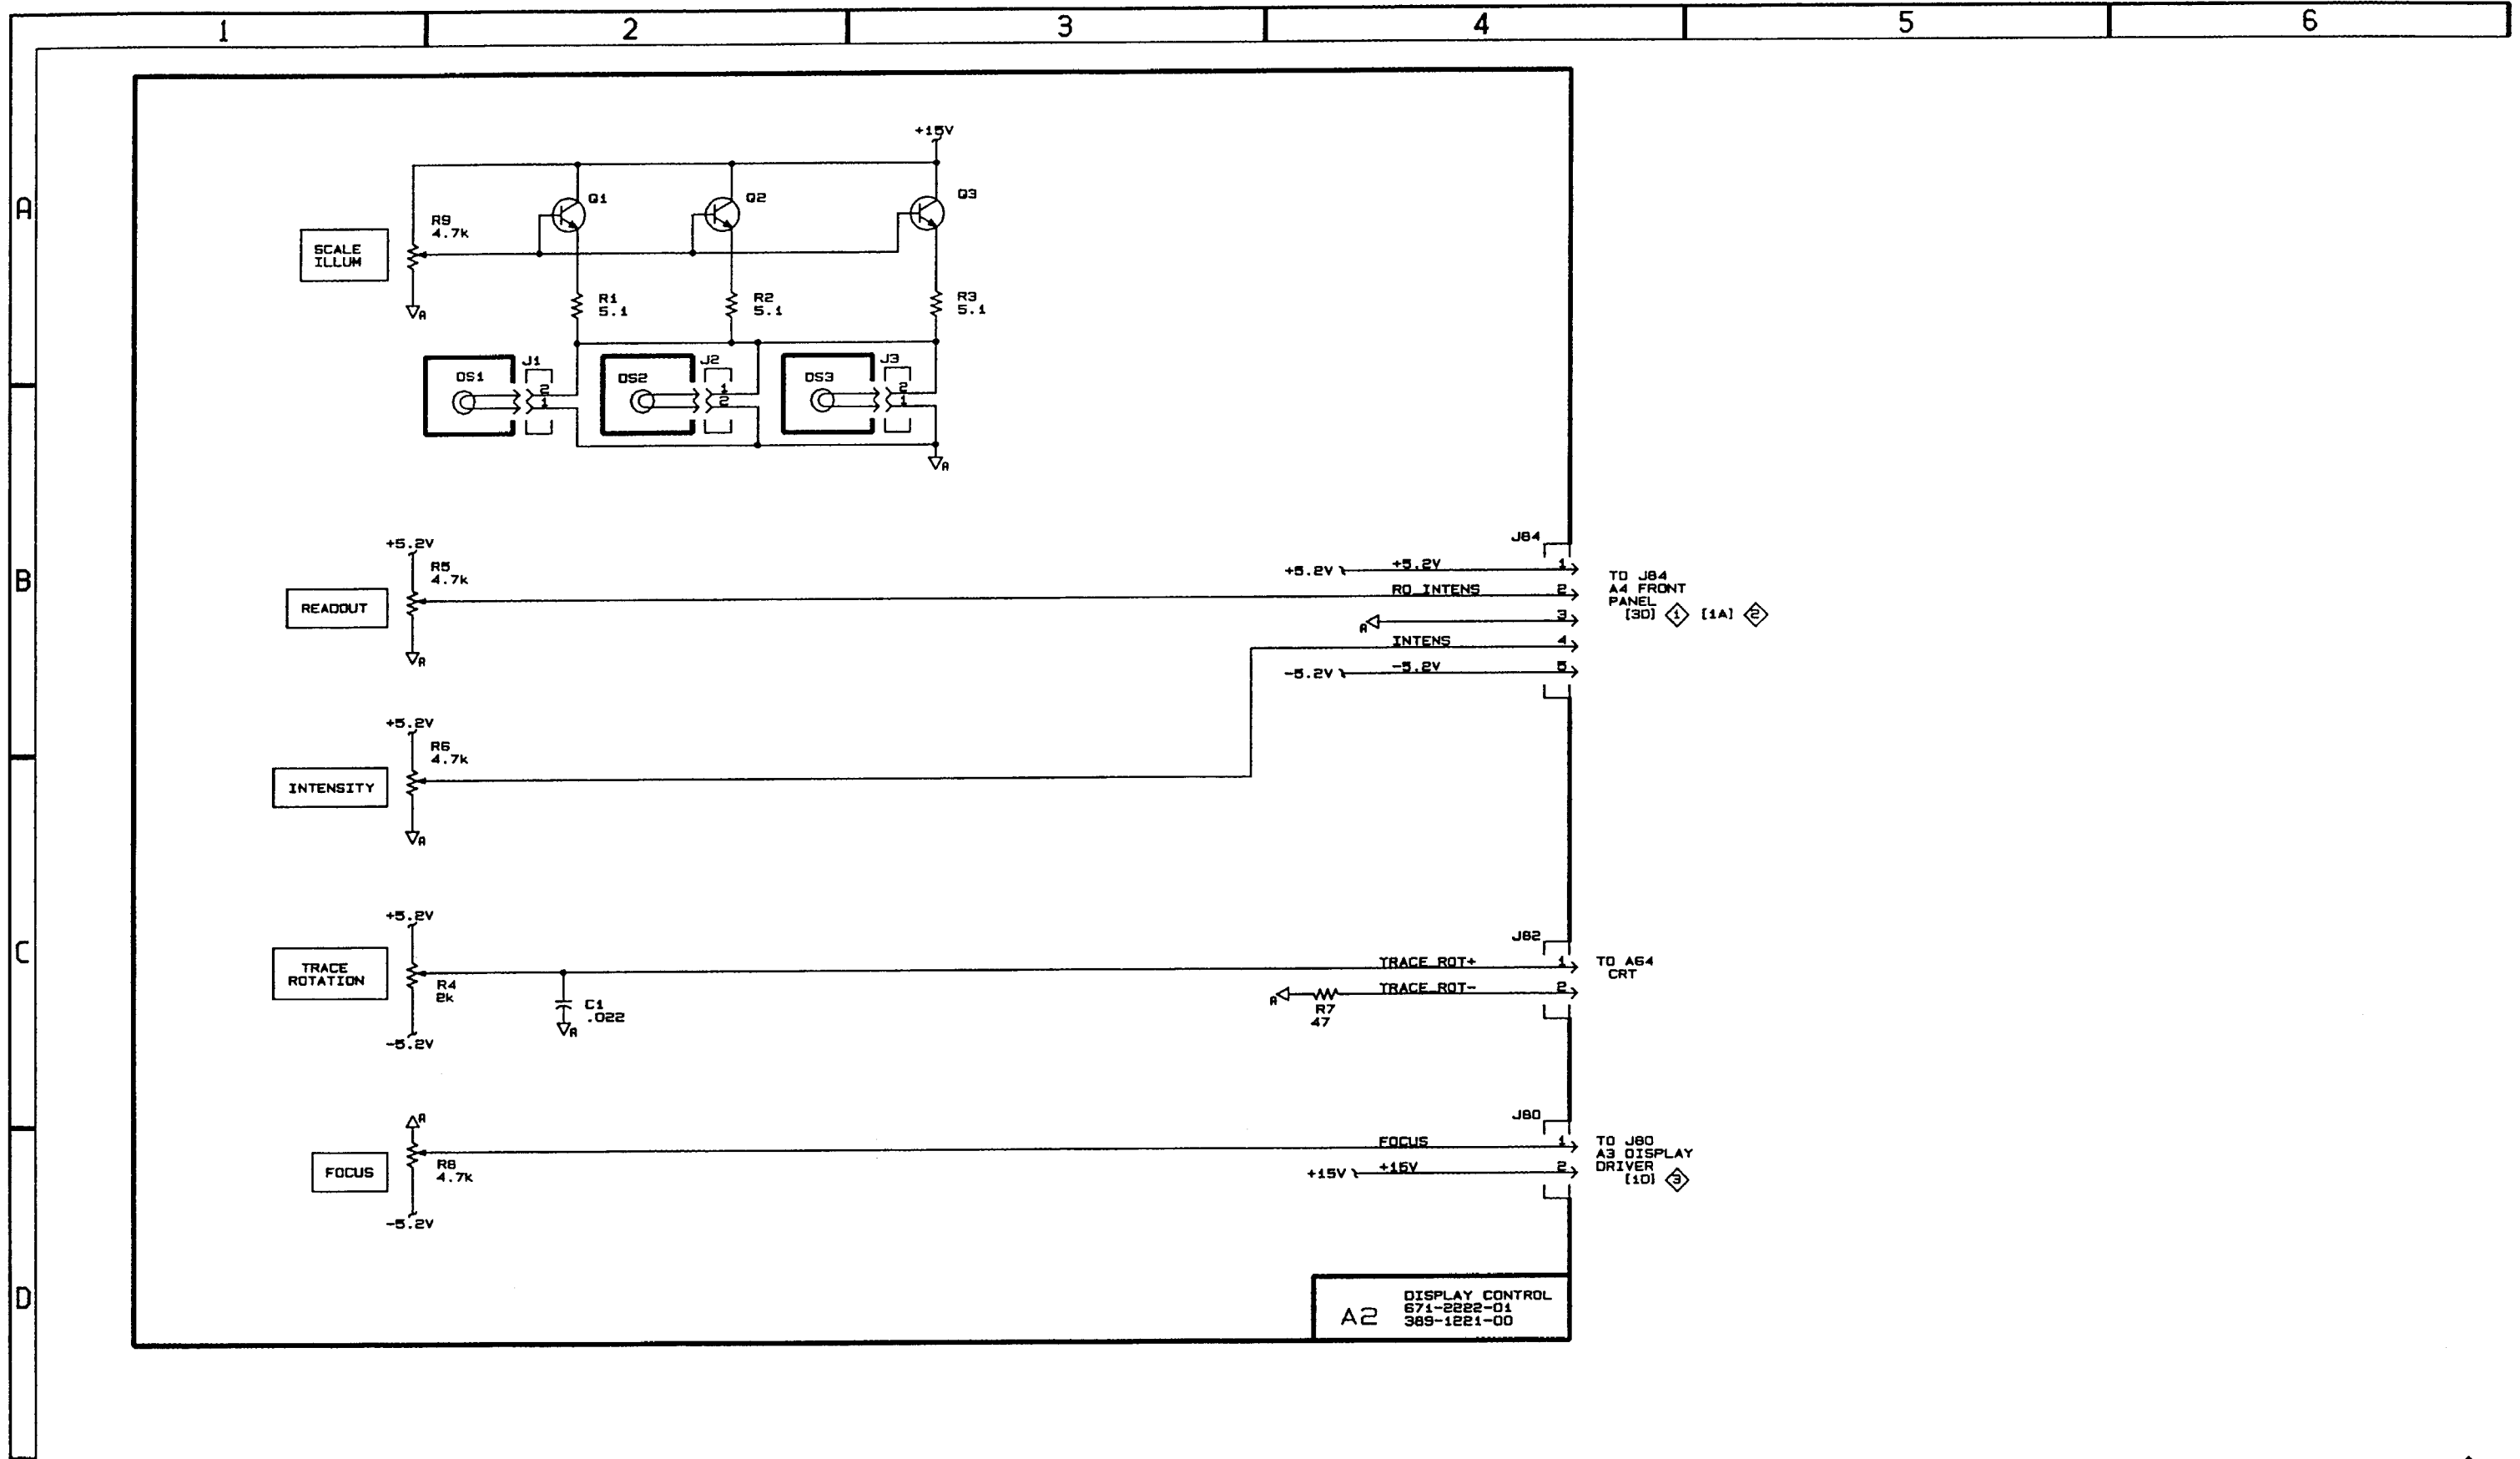 1 2 3 4 5 6
A
B
C
D
+15V
Q1
Q2
Q3
R9
4.7k
SCALE
ILLUM
A
R1
5.1
R2
5.1
R3
5.1
DS1
J1
2
1
DS2
J2
1
2
DS3
J3
2
1
A
+5.2V
R5
4.7k
READOUT
A
J84
+5.2V +5.2V 1
RO_INTENS 2
A 3
INTENS 4
-5.2V -5.2V 5
TO J84
A4 FRONT
PANEL
[3D] 1 [1A] 2
+5.2V
R6
4.7k
INTENSITY
A
+5.2V
TRACE
ROTATION
R4
2k
-5.2V
C1
.022
A
J82
TRACE_ROT+ 1
A TRACE_ROT- 2
R7
47
TO A64
CRT
A
FOCUS
R8
4.7k
-5.2V
J80
FOCUS 1
+15V +15V 2
TO J80
A3 DISPLAY
DRIVER
[1D] 3
A2
DISPLAY CONTROL
671-2222-01
389-1221-00